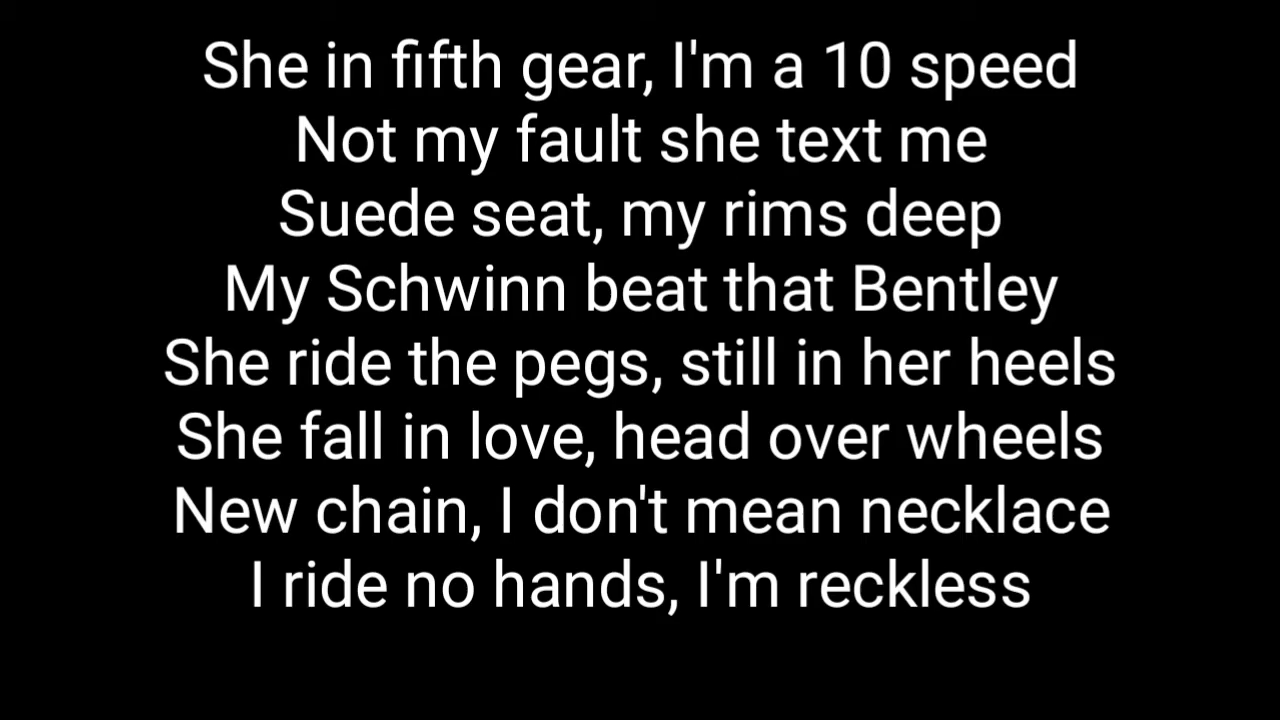 She in fifth gear, I'm a 10 speed
Not my fault she text me
Suede seat, my rims deep
My Schwinn beat that Bentley
She ride the pegs, still in her heels
She fall in love, head over wheels
New chain, I don't mean necklace
I ride no hands, I'm reckless